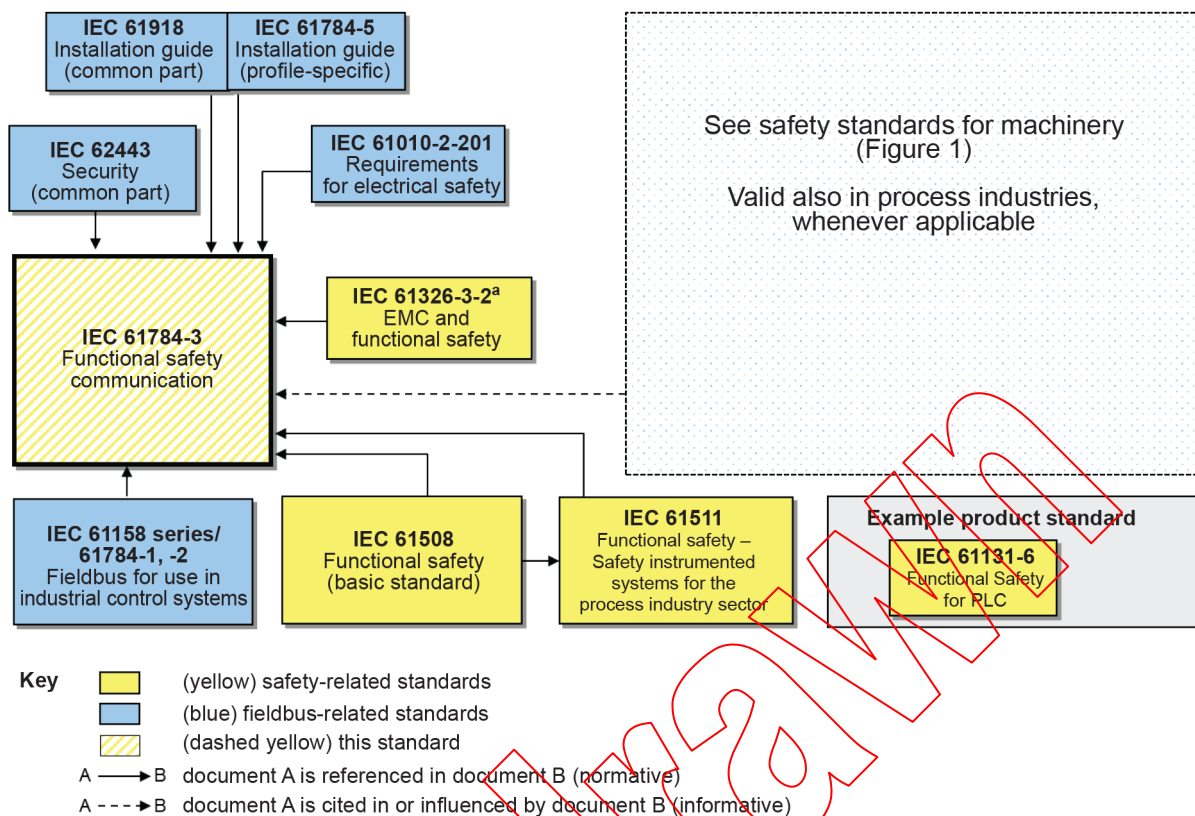 IEC 61918
Installation guide
(common part)
IEC 61784-5
Installation guide
(profile-specific)
IEC 62443
Security
(common part)
IEC 61010-2-201
Requirements
for electrical safety
See safety standards for machinery
(Figure 1)
Valid also in process industries,
whenever applicable
IEC 61784-3
Functional safety
communication
IEC 61326-3-2ª
EMC and
functional safety
IEC 61158 series/
61784-1, -2
Fieldbus for use in
industrial control systems
IEC 61508
Functional safety
(basic standard)
IEC 61511
Functional safety –
Safety instrumented
systems for the
process industry sector
Example product standard
IEC 61131-6
Functional Safety
for PLC
Key
(yellow) safety-related standards
(blue) fieldbus-related standards
(dashed yellow) this standard
A B document A is referenced in document B (normative)
A B document A is cited in or influenced by document B (informative)